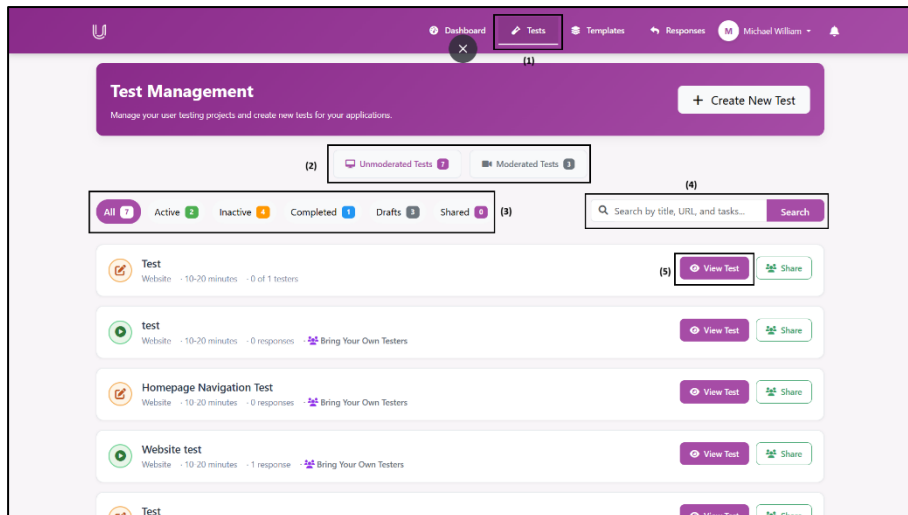 Dashboard Tests Templates Responses M Michael William
(1)
Test Management
Manage your user testing projects and create new tests for your applications.
+ Create New Test
(2) Unmoderated Tests 7 Moderated Tests 3
(4)
All 7 Active 2 Inactive 4 Completed 1 Drafts 3 Shared 0 (3)
Search by title, URL, and tasks... Search
Test
Website · 10-20 minutes · 0 of 1 testers
(5) View Test Share
test
Website · 10-20 minutes · 0 responses · Bring Your Own Testers
View Test Share
Homepage Navigation Test
Website · 10-20 minutes · 0 responses · Bring Your Own Testers
View Test Share
Website test
Website · 10-20 minutes · 1 response · Bring Your Own Testers
View Test Share
Test
View Test Share